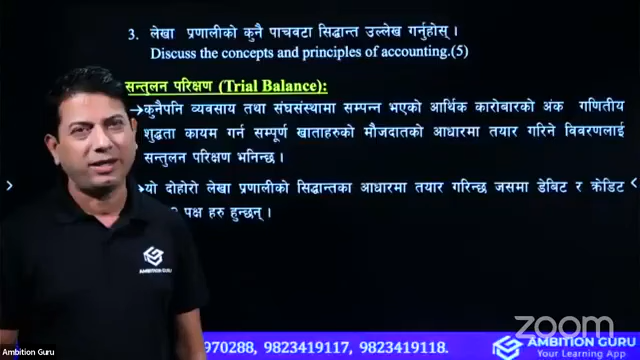 3. लेखा प्रणालीको कुनै पाचवटा सिद्धान्त उल्लेख गर्नुहोस् ।
Discuss the concepts and principles of accounting.(5)
सन्तुलन परिक्षण (Trial Balance):
→कुनैपनि व्यवसाय तथा संघसंस्थामा सम्पन्न भएको आर्थिक कारोबारको अंक गणितीय
शुद्धता कायम गर्न सम्पूर्ण खाताहरुको मौजदातको आधारमा तयार गरिने विवरणलाई
सन्तुलन परिक्षण भनिन्छ ।
यो दोहोरो लेखा प्रणालीको सिद्धान्तका आधारमा तयार गरिन्छ जसमा डेबिट र क्रेडिट
पक्ष हरु हुन्छन् ।
AMBITION GURU
zoom
970288, 9823419117, 9823419118.
AMBITION GURU
Your Learning App
Ambition Guru